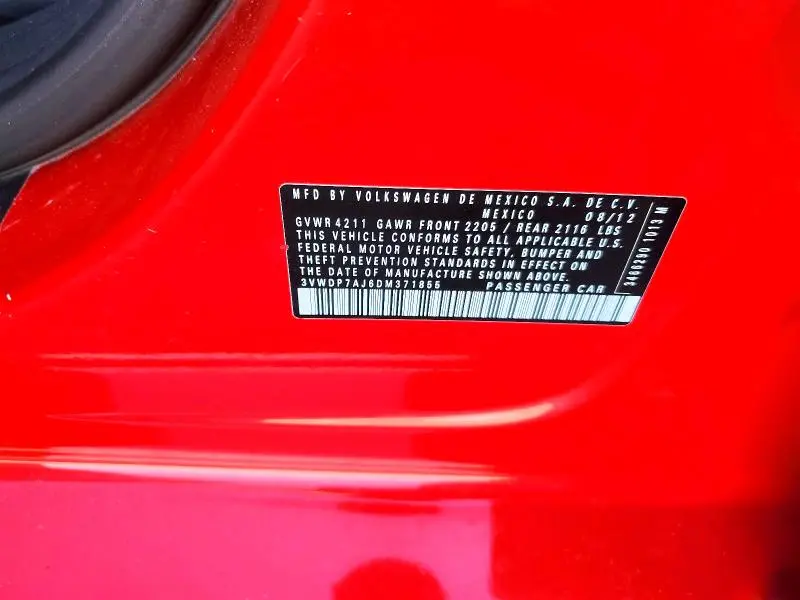 MFD BY VOLKSWAGEN DE MEXICO S.A. DE C.V.
MEXICO 08/12
GVWR 4211 GAWR FRONT 2205 / REAR 2116 LBS
THIS VEHICLE CONFORMS TO ALL APPLICABLE U.S.
FEDERAL MOTOR VEHICLE SAFETY, BUMPER AND
THEFT PREVENTION STANDARDS IN EFFECT ON
THE DATE OF MANUFACTURE SHOWN ABOVE.
3VWDP7AJ6DM371855 PASSENGER CAR
1013 M